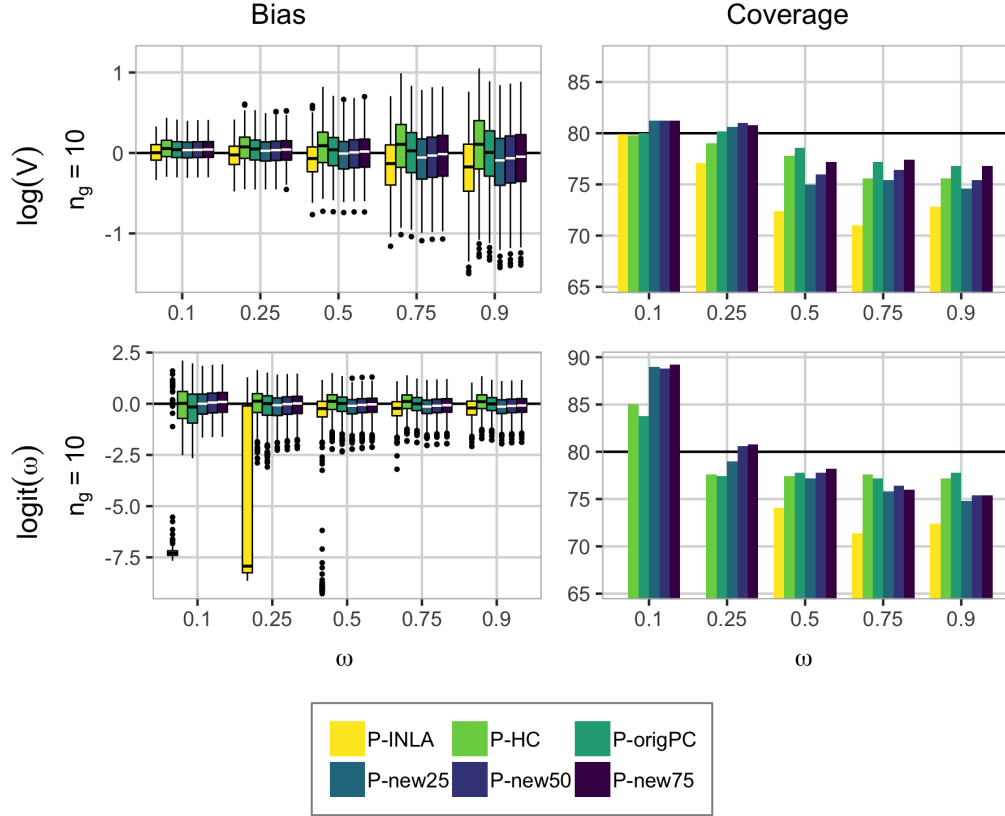 Bias
Coverage
log(V)
n_g = 10
1
0
-1
0.1 0.25 0.5 0.75 0.9
85
80
75
70
65
0.1 0.25 0.5 0.75 0.9
logit(ω)
n_g = 10
2.5
0.0
-2.5
-5.0
-7.5
0.1 0.25 0.5 0.75 0.9
ω
90
85
80
75
70
65
0.1 0.25 0.5 0.75 0.9
ω
P-INLA P-HC P-origPC
P-new25 P-new50 P-new75